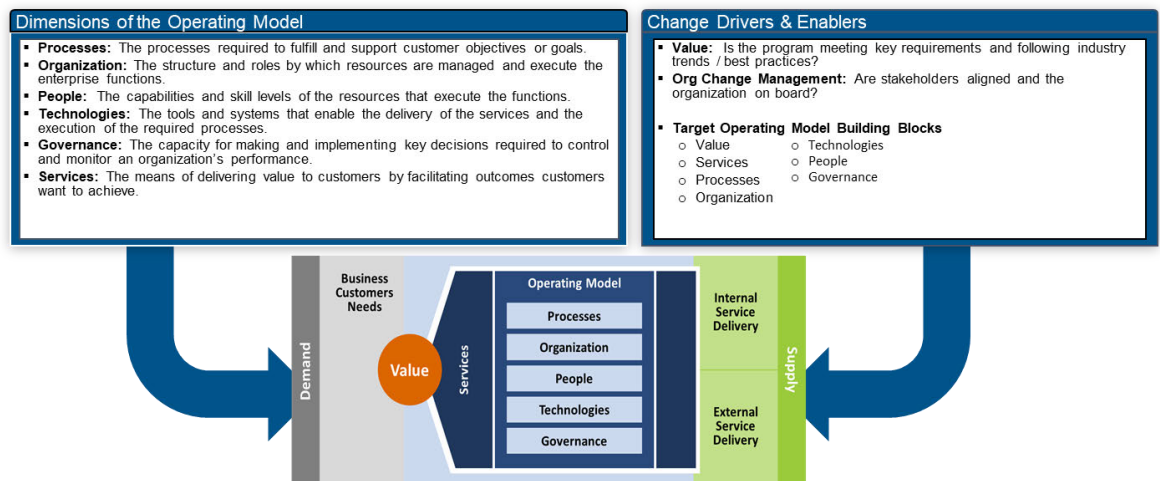 Dimensions of the Operating Model
▪ Processes: The processes required to fulfill and support customer objectives or goals.
▪ Organization: The structure and roles by which resources are managed and execute the
enterprise functions.
▪ People: The capabilities and skill levels of the resources that execute the functions.
▪ Technologies: The tools and systems that enable the delivery of the services and the
execution of the required processes.
▪ Governance: The capacity for making and implementing key decisions required to control
and monitor an organization's performance.
▪ Services: The means of delivering value to customers by facilitating outcomes customers
want to achieve.
Change Drivers & Enablers
▪ Value: Is the program meeting key requirements and following industry
trends / best practices?
▪ Org Change Management: Are stakeholders aligned and the
organization on board?
▪ Target Operating Model Building Blocks
o Value
o Services
o Processes
o Organization
o Technologies
o People
o Governance
Demand
Business
Customers
Needs
Value
Services
Operating Model
Processes
Organization
People
Technologies
Governance
Internal
Service
Delivery
External
Service
Delivery
Supply